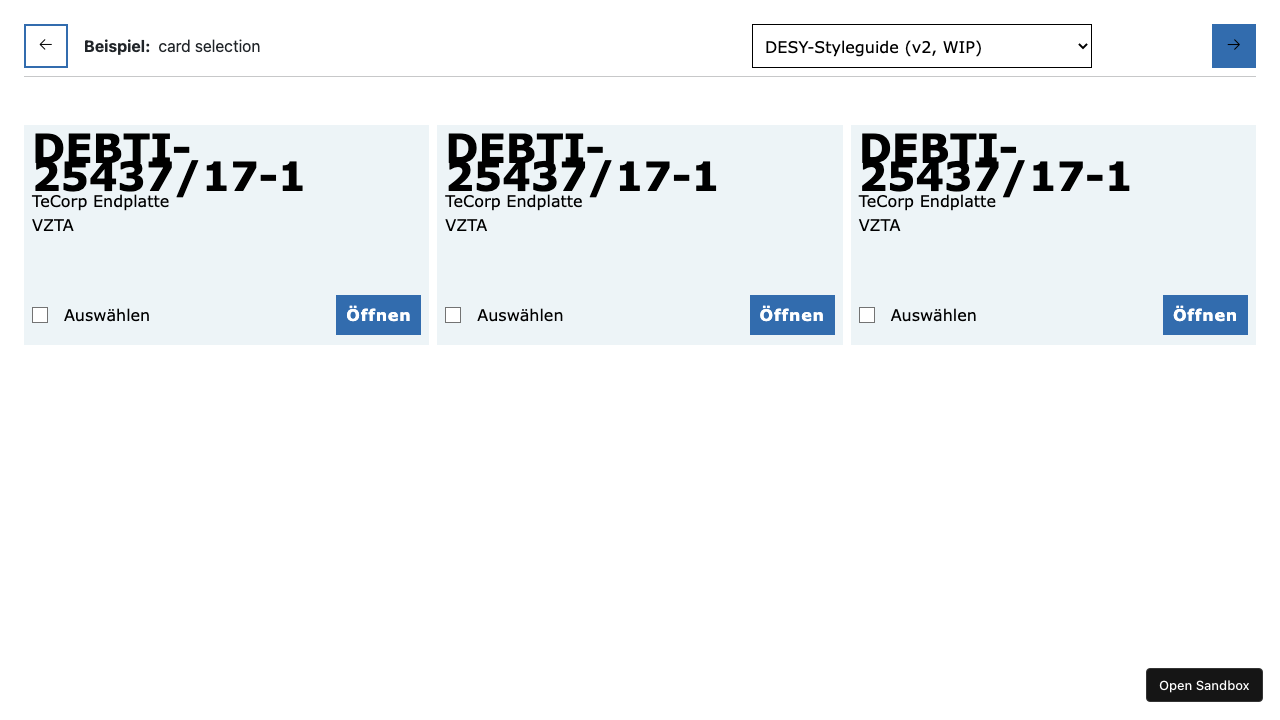 ← Beispiel: card selection DESY-Styleguide (v2, WIP) →
DEBTI-
25437/17-1
TeCorp Endplatte
VZTA
Auswählen Öffnen
DEBTI-
25437/17-1
TeCorp Endplatte
VZTA
Auswählen Öffnen
DEBTI-
25437/17-1
TeCorp Endplatte
VZTA
Auswählen Öffnen
Open Sandbox